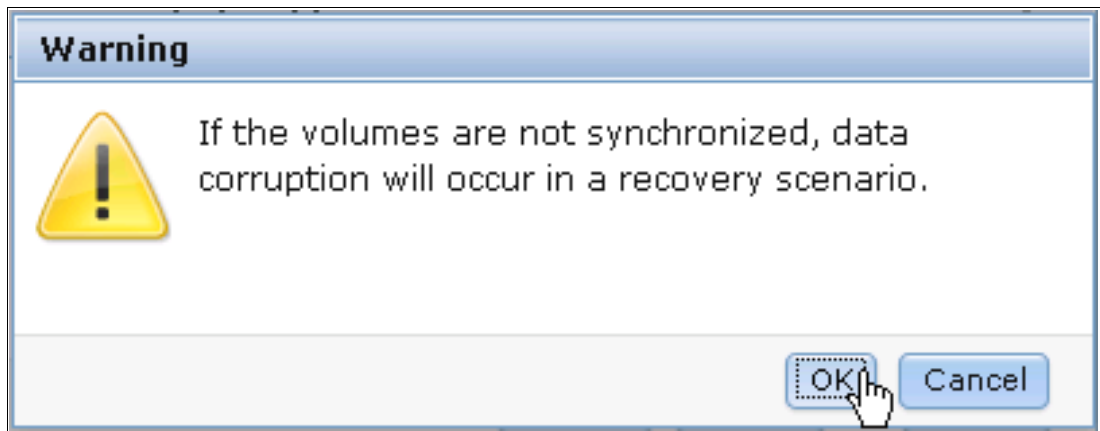 Warning
If the volumes are not synchronized, data
corruption will occur in a recovery scenario.
OK
Cancel